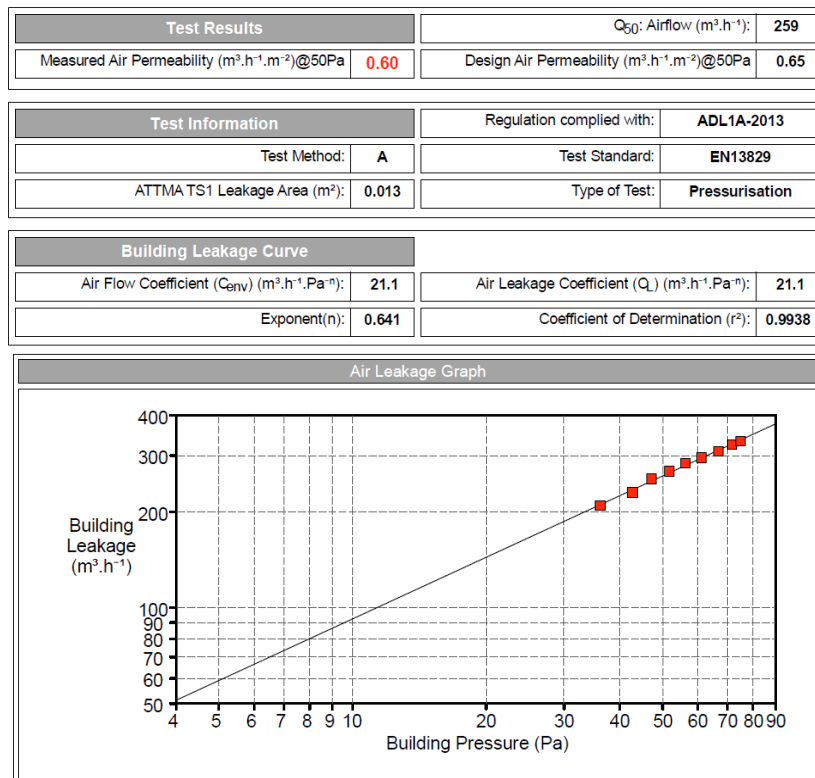 Test Results
Q50: Airflow (m³.h⁻¹): 259
Measured Air Permeability (m³.h⁻¹.m⁻²)@50Pa 0.60
Design Air Permeability (m³.h⁻¹.m⁻²)@50Pa 0.65
Test Information
Regulation complied with: ADL1A-2013
Test Method: A
Test Standard: EN13829
ATTMA TS1 Leakage Area (m²): 0.013
Type of Test: Pressurisation
Building Leakage Curve
Air Flow Coefficient (Cenv) (m³.h⁻¹.Pa⁻ⁿ): 21.1
Air Leakage Coefficient (CL) (m³.h⁻¹.Pa⁻ⁿ): 21.1
Exponent(n): 0.641
Coefficient of Determination (r²): 0.9938
Air Leakage Graph
400
300
200
100
90
80
70
60
50
Building
Leakage
(m³.h⁻¹)
4 5 6 7 8 9 10 20 30 40 50 60 70 80 90
Building Pressure (Pa)